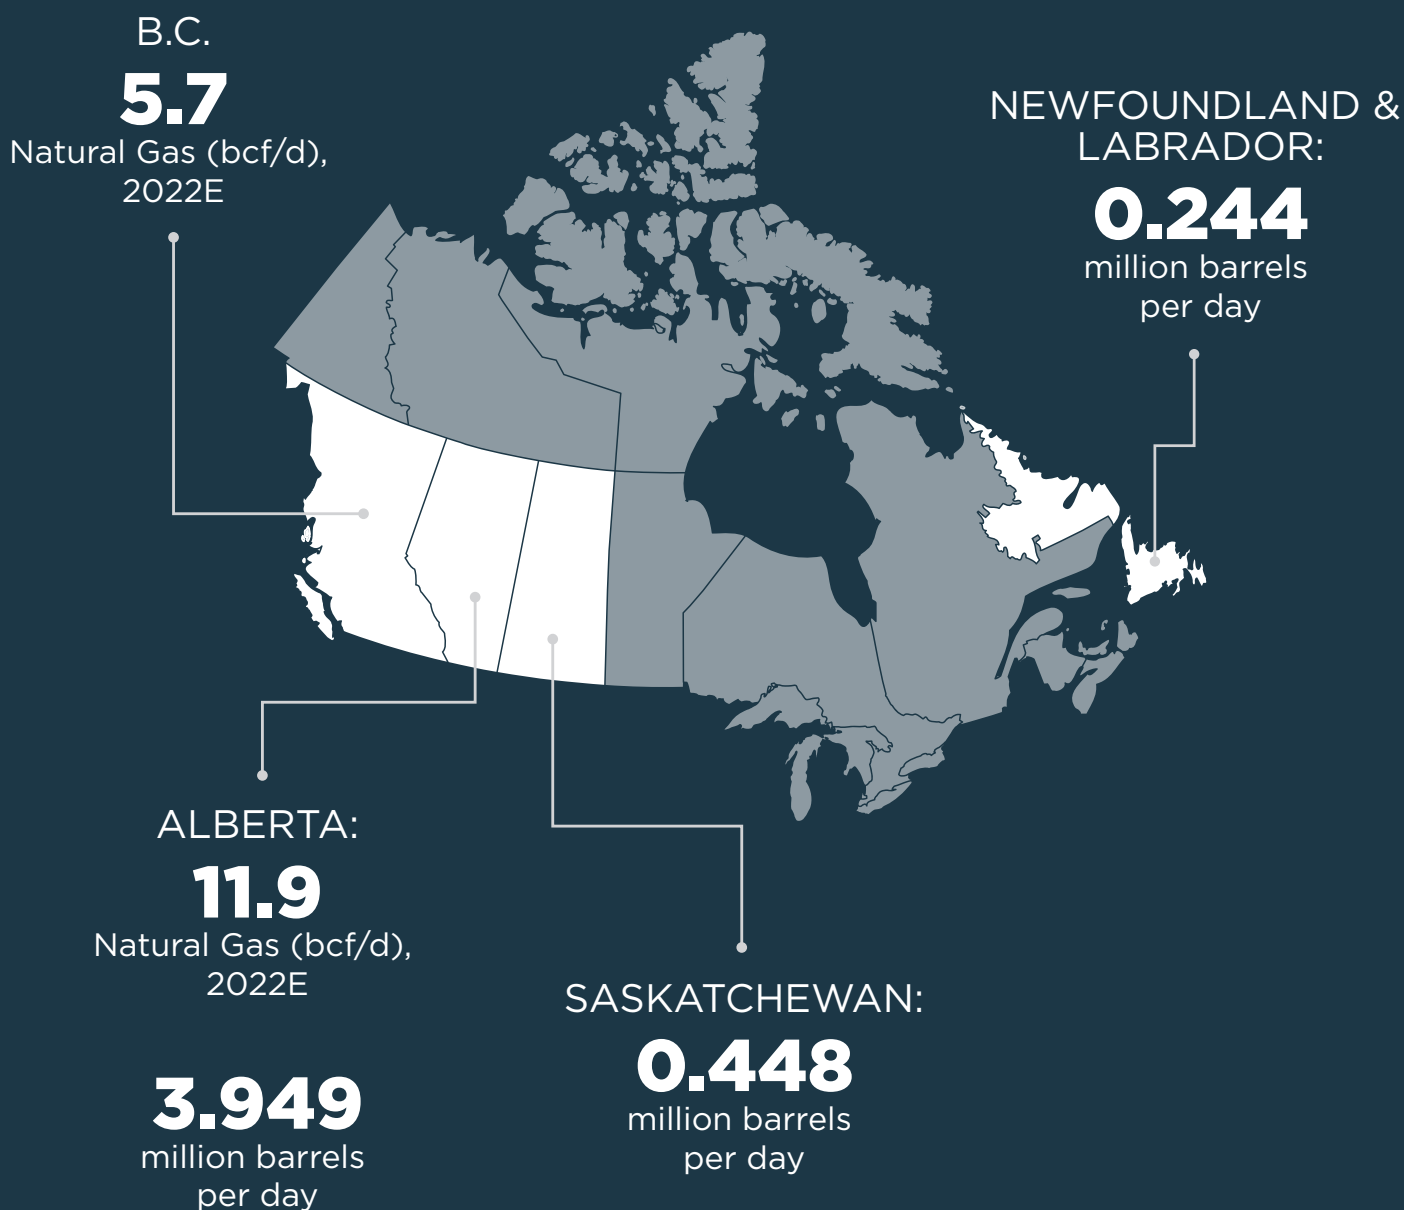 B.C.
5.7
Natural Gas (bcf/d),
2022E
NEWFOUNDLAND &
LABRADOR:
0.244
million barrels
per day
ALBERTA:
11.9
Natural Gas (bcf/d),
2022E
3.949
million barrels
per day
SASKATCHEWAN:
0.448
million barrels
per day